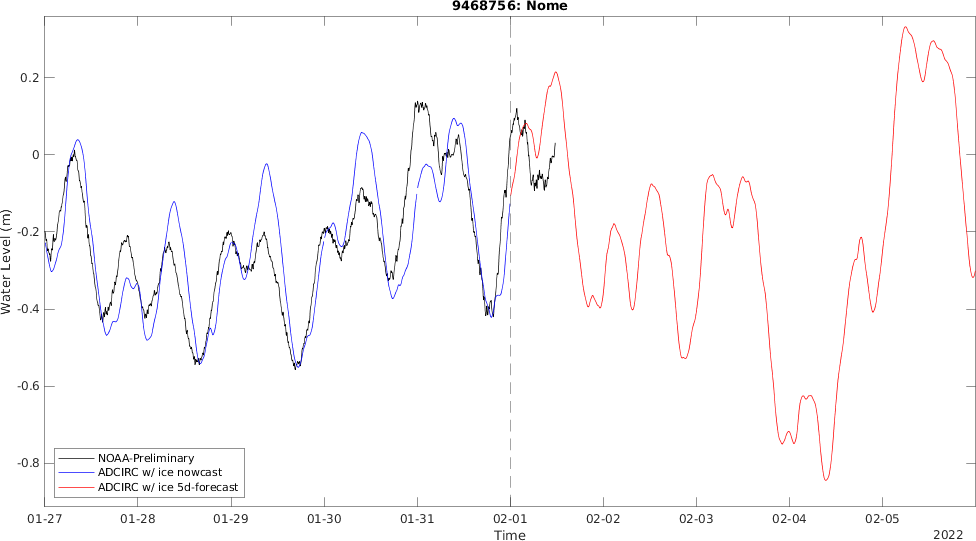 9468756: Nome
Water Level (m)
0.2
0
-0.2
-0.4
-0.6
-0.8
NOAA-Preliminary
ADCIRC w/ ice nowcast
ADCIRC w/ ice 5d-forecast
01-27 01-28 01-29 01-30 01-31 02-01 02-02 02-03 02-04 02-05
Time
2022